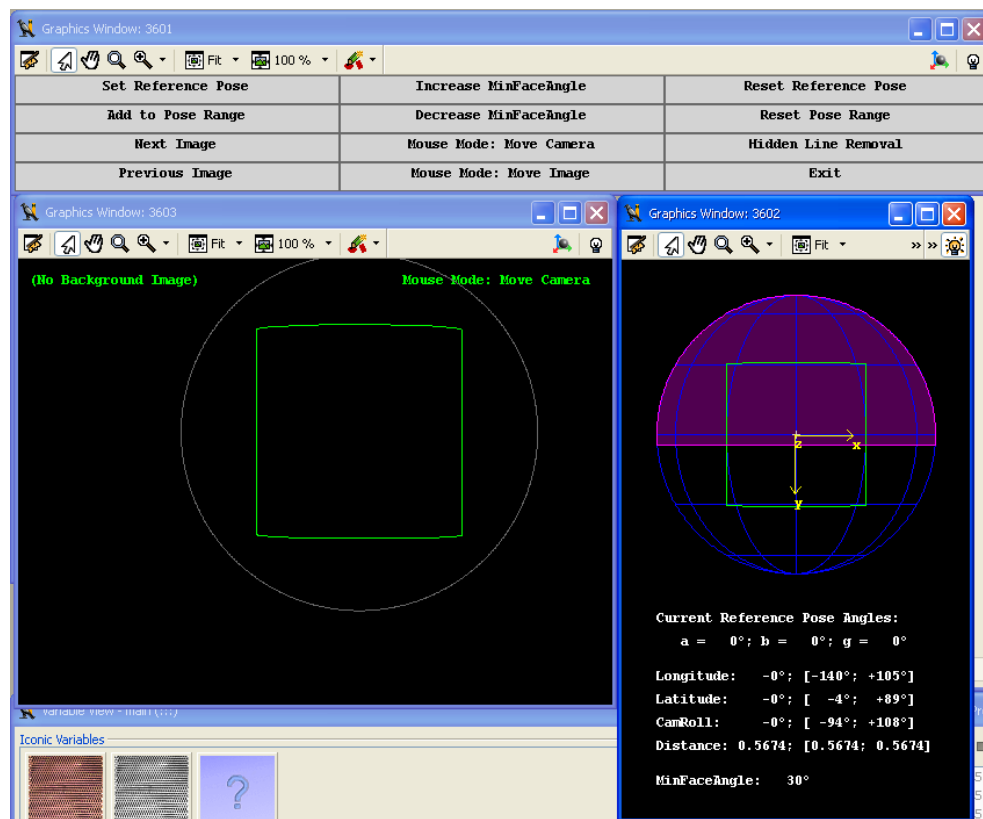 Graphics Window: 3601
Fit 100 %
Set Reference Pose Increase MinFaceAngle Reset Reference Pose
Add to Pose Range Decrease MinFaceAngle Reset Pose Range
Next Image Mouse Mode: Move Camera Hidden Line Removal
Previous Image Mouse Mode: Move Image Exit
Graphics Window: 3603
Fit 100 %
(No Background Image) Mouse Mode: Move Camera
Graphics Window: 3602
Fit » »
z x
y
Current Reference Pose Angles:
a = 0°; b = 0°; g = 0°
Longitude: -0°; [-140°; +105°]
Latitude: -0°; [ -4°; +89°]
CamRoll: -0°; [ -94°; +108°]
Distance: 0.5674; [0.5674; 0.5674]
MinFaceAngle: 30°
Variable View - main (:::)
Iconic Variables
?